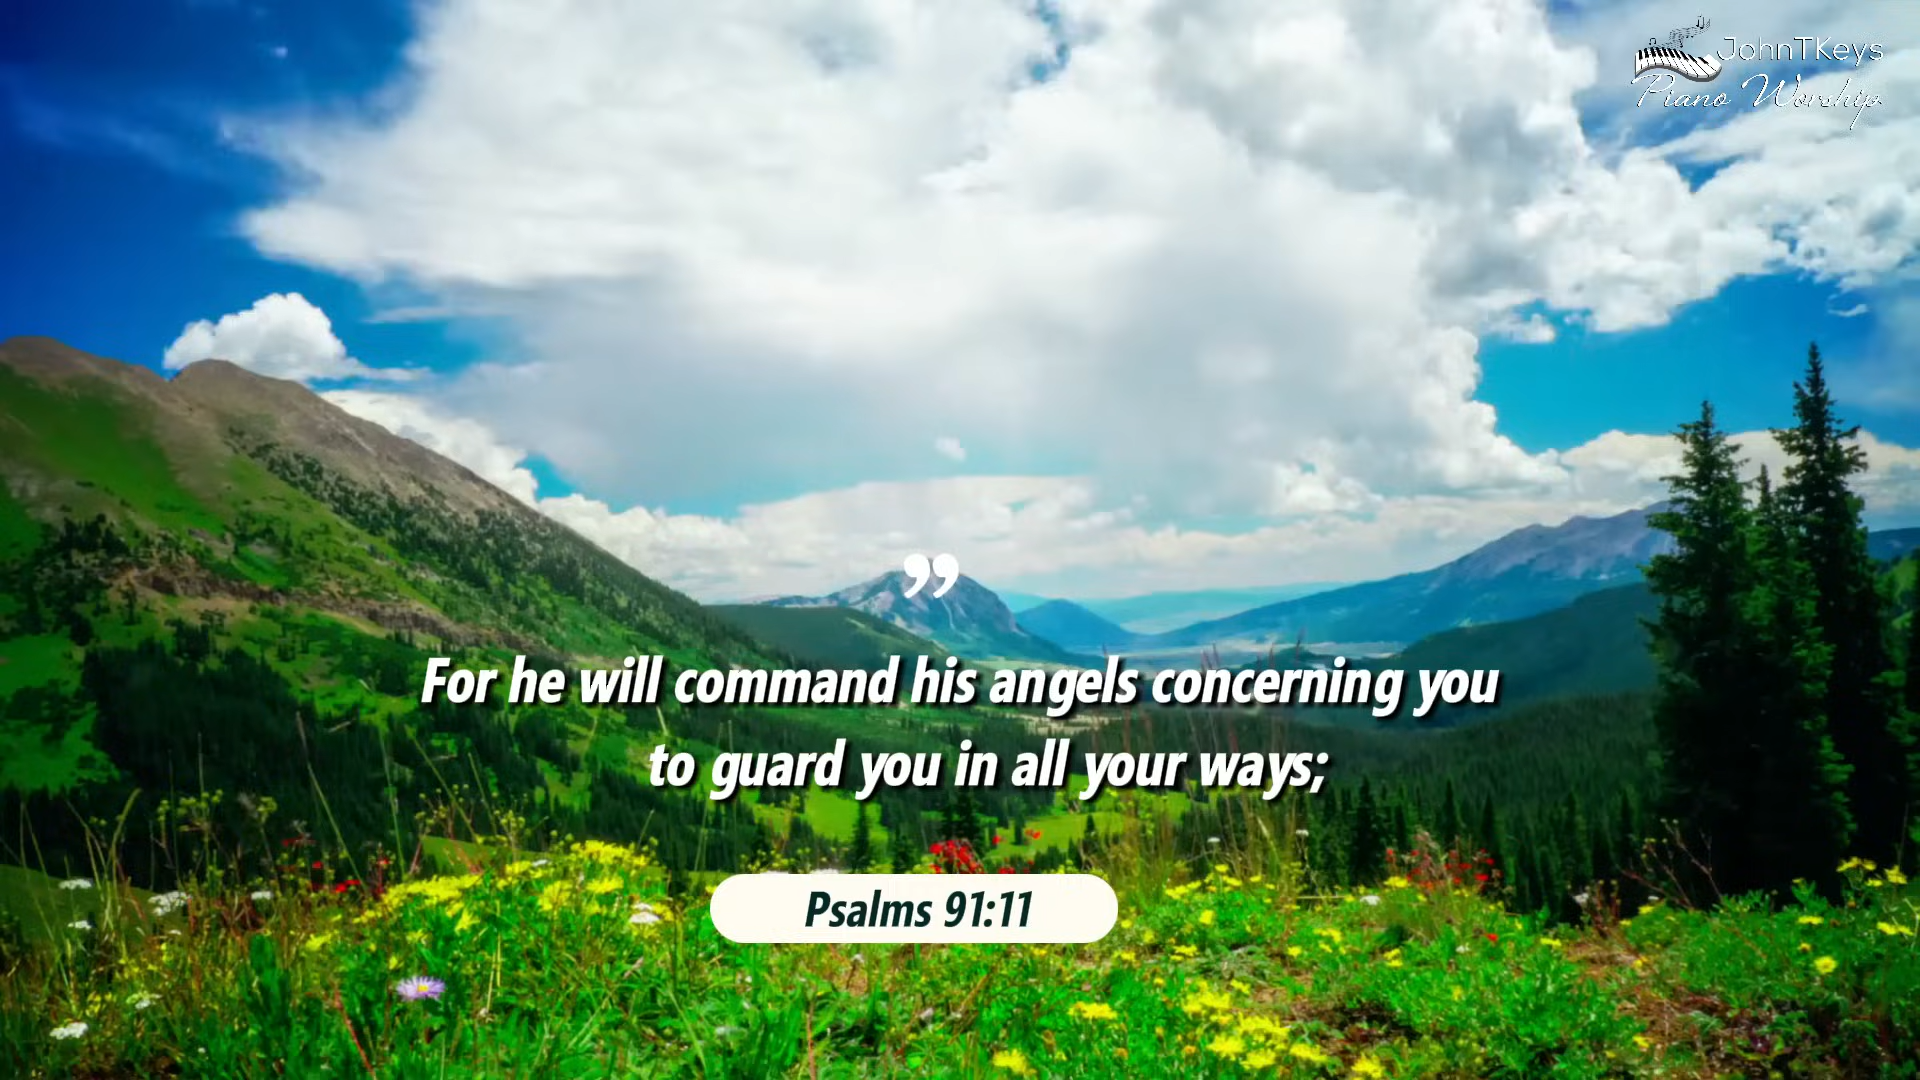 JohnTKeys
Piano Worship
”
For he will command his angels concerning you
to guard you in all your ways;
Psalms 91:11